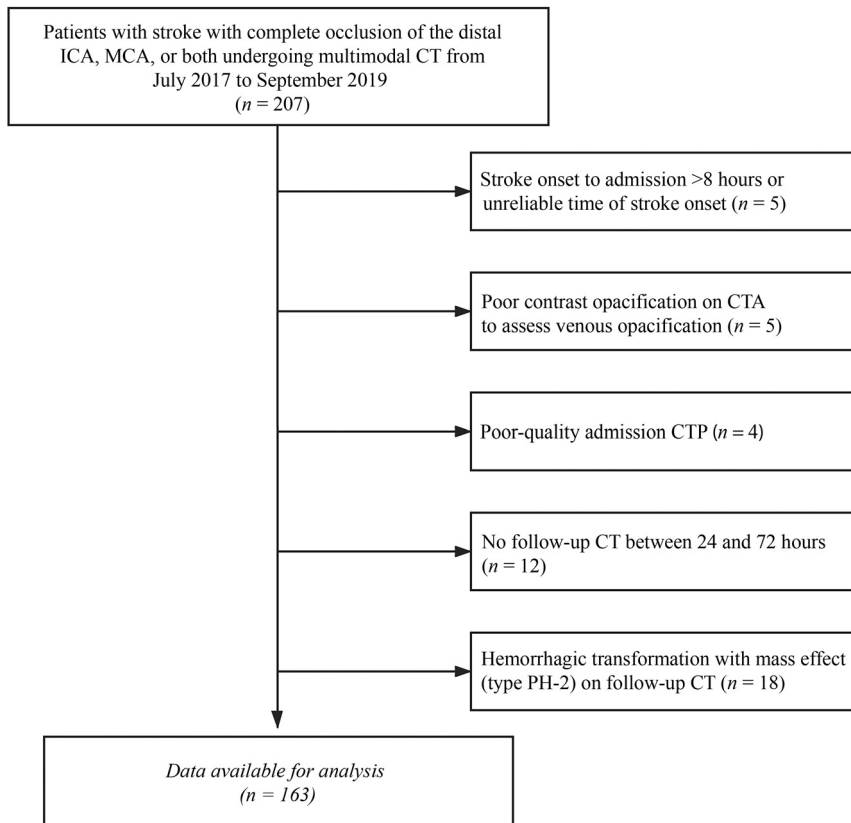 Patients with stroke with complete occlusion of the distal
ICA, MCA, or both undergoing multimodal CT from
July 2017 to September 2019
(n = 207)
Stroke onset to admission >8 hours or
unreliable time of stroke onset (n = 5)
Poor contrast opacification on CTA
to assess venous opacification (n = 5)
Poor-quality admission CTP (n = 4)
No follow-up CT between 24 and 72 hours
(n = 12)
Hemorrhagic transformation with mass effect
(type PH-2) on follow-up CT (n = 18)
Data available for analysis
(n = 163)